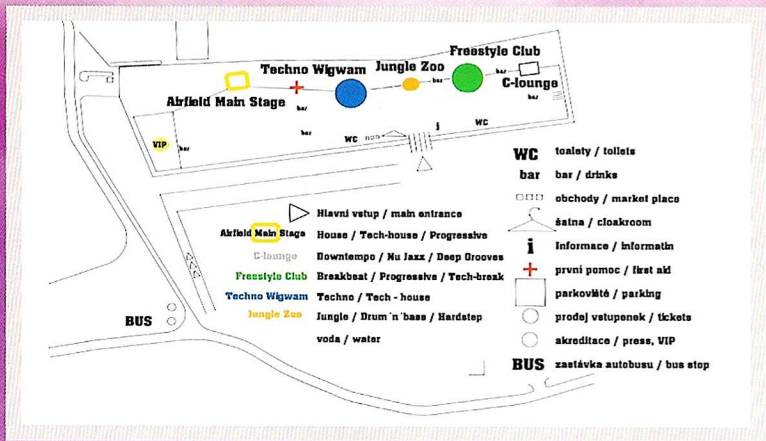 Freestyle Club
Techno Wigwam
Jungle Zoo
bar
bar
C-lounge
bar
Airfield Main Stage
bar
bar
VIP
bar
WC
i
WC
BUS
Hlavní vstup / main entrance
Airfield Main Stage House / Tech-house / Progressive
C-lounge Downtempo / Nu Jazz / Deep Grooves
Freestyle Club Breakbeat / Progressive / Tech-break
Techno Wigwam Techno / Tech - house
Jungle Zoo Jungle / Drum ´n´ bass / Hardstep
voda / water
WC toalety / toilets
bar bar / drinks
obchody / market place
šatna / cloakroom
i Informace / informatin
první pomoc / first aid
parkoviště / parking
prodej vstupenek / tickets
akreditace / press, VIP
BUS zastávka autobusu / bus stop